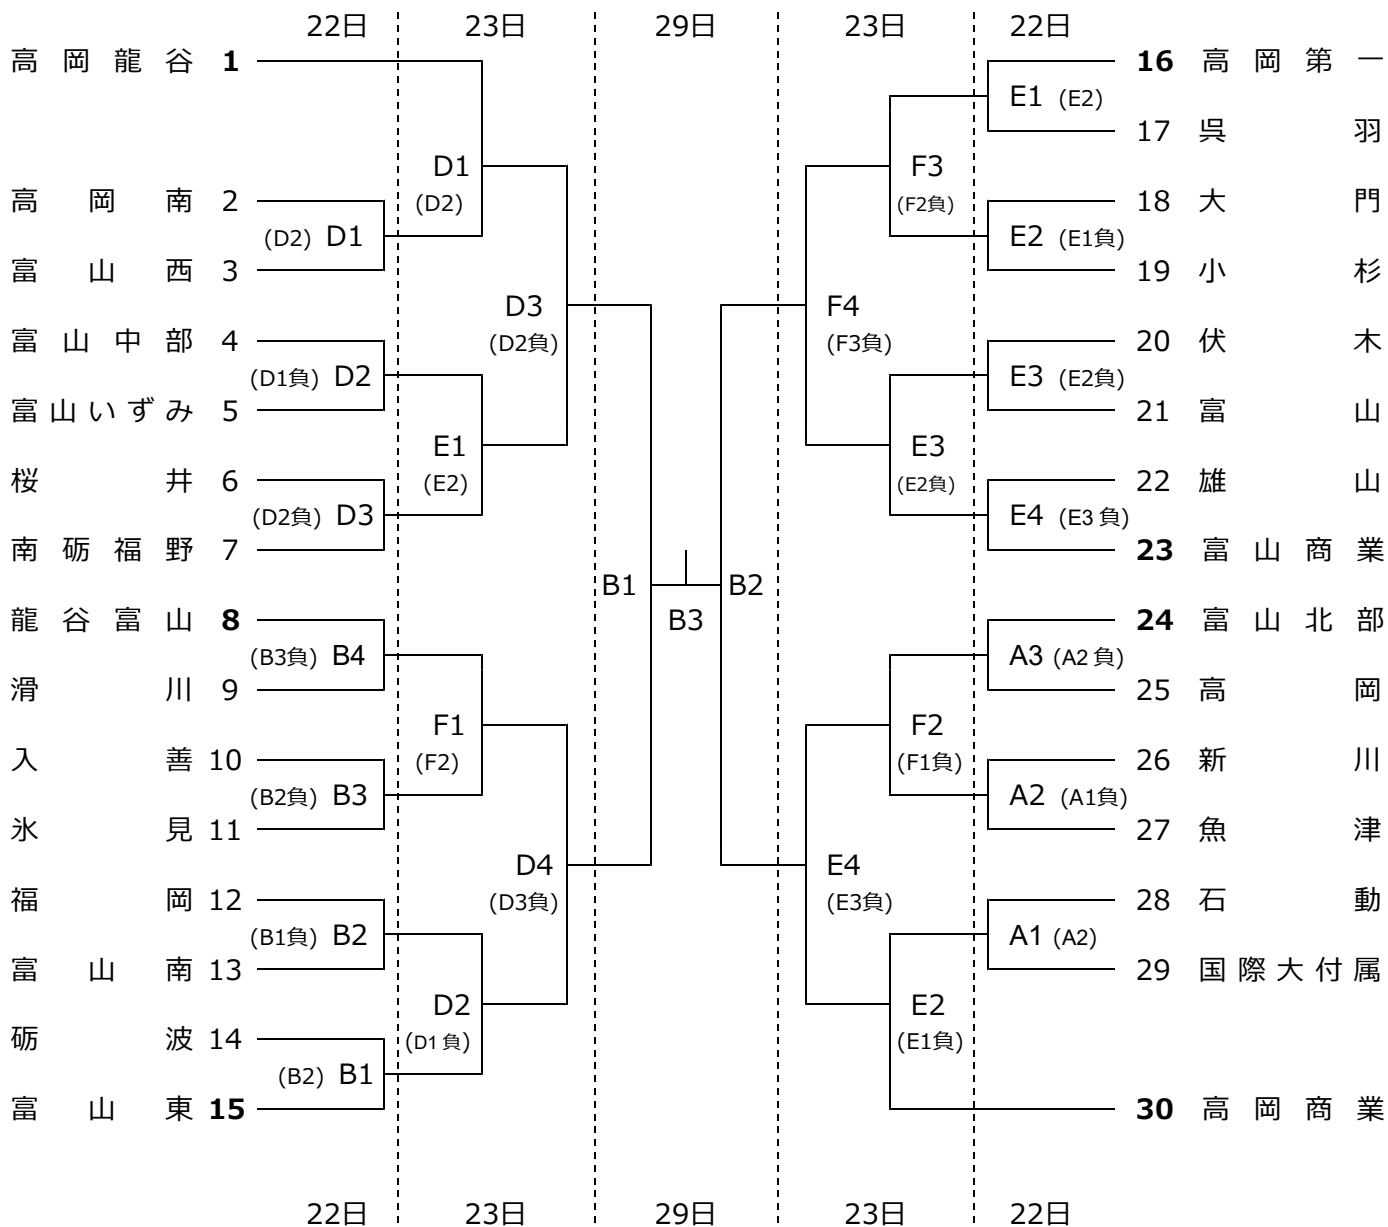 22日 23日 29日 23日 22日
高岡龍谷 1
16 高岡第一
E1 (E2)
17 呉羽
D1
(D2)
F3
(F2負)
高岡南 2
18 大門
(D2) D1
E2 (E1負)
富山西 3
19 小杉
D3
(D2負)
F4
(F3負)
富山中部 4
20 伏木
(D1負) D2
E3 (E2負)
富山いずみ 5
21 富山
E1
(E2)
E3
(E2負)
桜井 6
22 雄山
(D2負) D3
E4 (E3負)
南砺福野 7
23 富山商業
B1
B2
B3
龍谷富山 8
24 富山北部
(B3負) B4
A3 (A2負)
滑川 9
25 高岡
F1
(F2)
F2
(F1負)
入善 10
26 新川
(B2負) B3
A2 (A1負)
氷見 11
27 魚津
D4
(D3負)
E4
(E3負)
福岡 12
28 石動
(B1負) B2
A1 (A2)
富山南 13
29 国際大付属
D2
(D1負)
E2
(E1負)
砺波 14
(B2) B1
富山東 15
30 高岡商業
22日 23日 29日 23日 22日